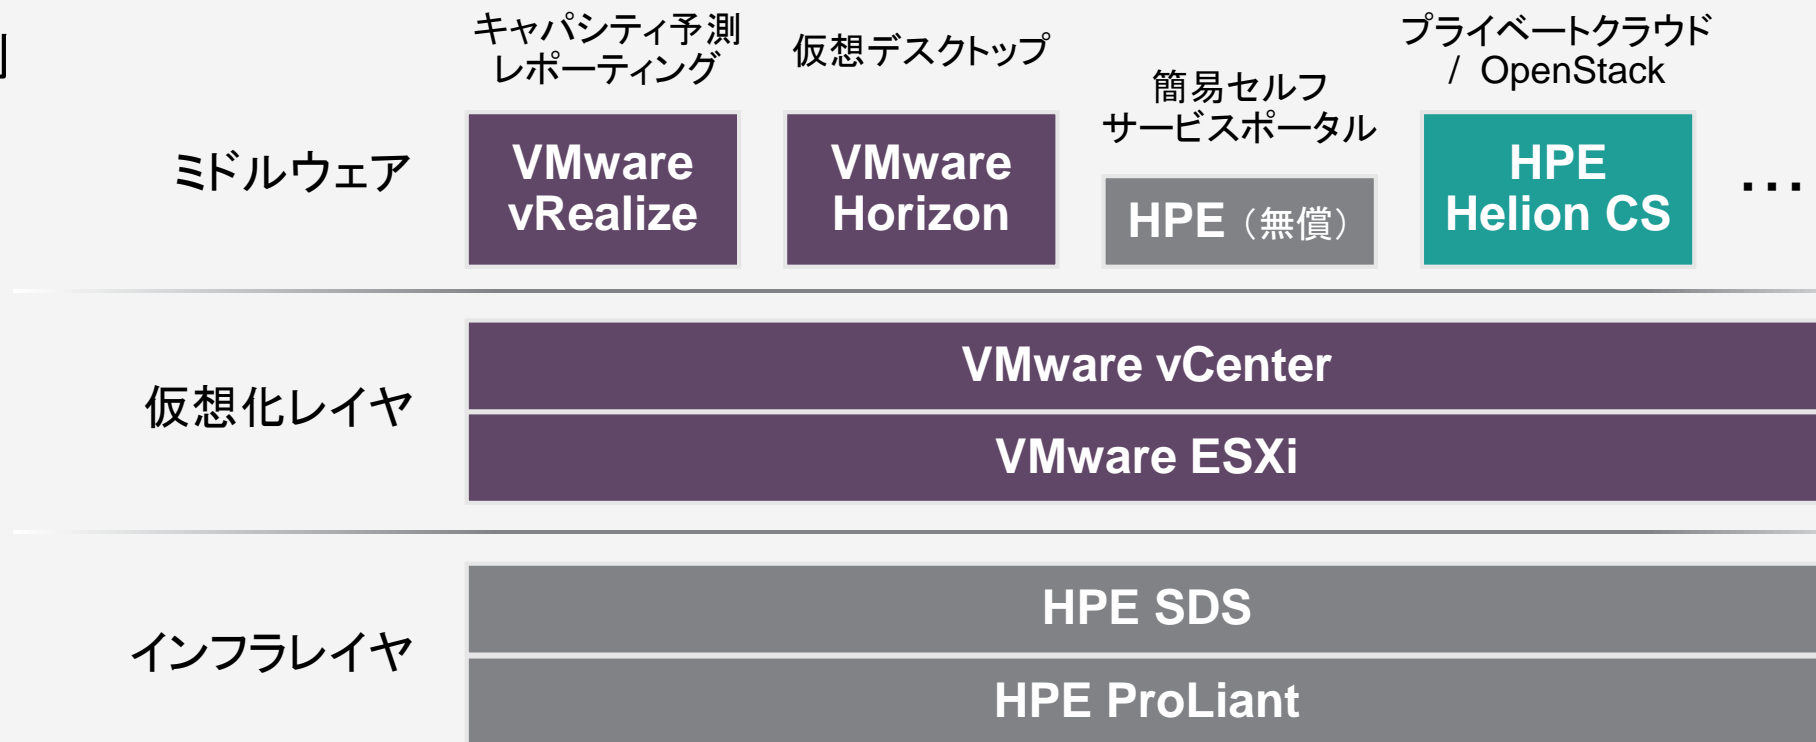 キャパシティ予測
レポーティング
仮想デスクトップ
簡易セルフ
サービスポータル
プライベートクラウド
/ OpenStack
ミドルウェア
VMware
vRealize
VMware
Horizon
HPE（無償）
HPE
Helion CS
...
仮想化レイヤ
VMware vCenter
VMware ESXi
インフラレイヤ
HPE SDS
HPE ProLiant